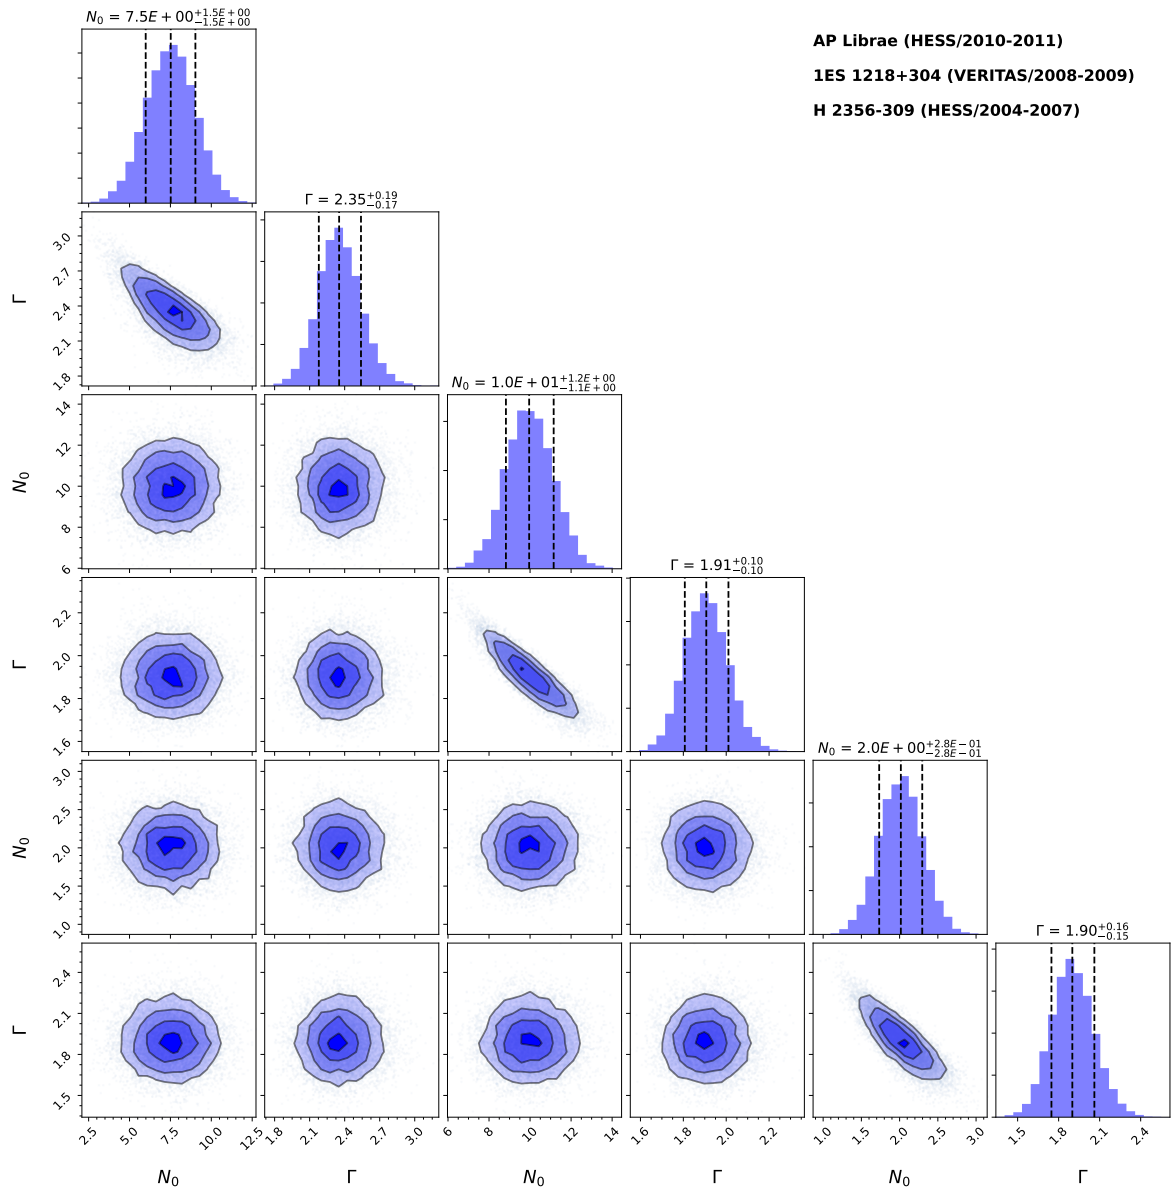 N₀ = 7.5E + 00 +1.5E+00 −1.5E+00
AP Librae (HESS/2010-2011)
1ES 1218+304 (VERITAS/2008-2009)
H 2356-309 (HESS/2004-2007)
Γ = 2.35 +0.19 −0.17
3.0
2.7
2.4
2.1
1.8
Γ
N₀ = 1.0E + 01 +1.2E+00 −1.1E+00
14
12
10
8
6
N₀
Γ = 1.91 +0.10 −0.10
2.2
2.0
1.8
1.6
Γ
N₀ = 2.0E + 00 +2.8E−01 −2.8E−01
3.0
2.5
2.0
1.5
1.0
N₀
Γ = 1.90 +0.16 −0.15
2.4
2.1
1.8
1.5
Γ
2.5 5.0 7.5 10.0 12.5 1.8 2.1 2.4 2.7 3.0 6 8 10 12 14 1.6 1.8 2.0 2.2 1.0 1.5 2.0 2.5 3.0 1.5 1.8 2.1 2.4
N₀ Γ N₀ Γ N₀ Γ